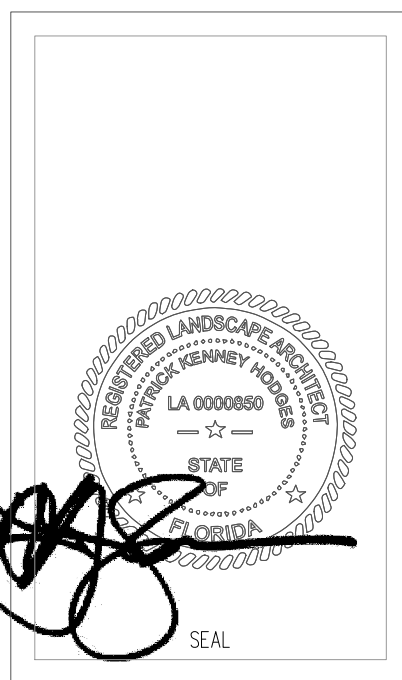 REGISTERED LANDSCAPE ARCHITECT
PATRICK KENNEY HODGES
LA 0000850
STATE
OF
FLORIDA
SEAL